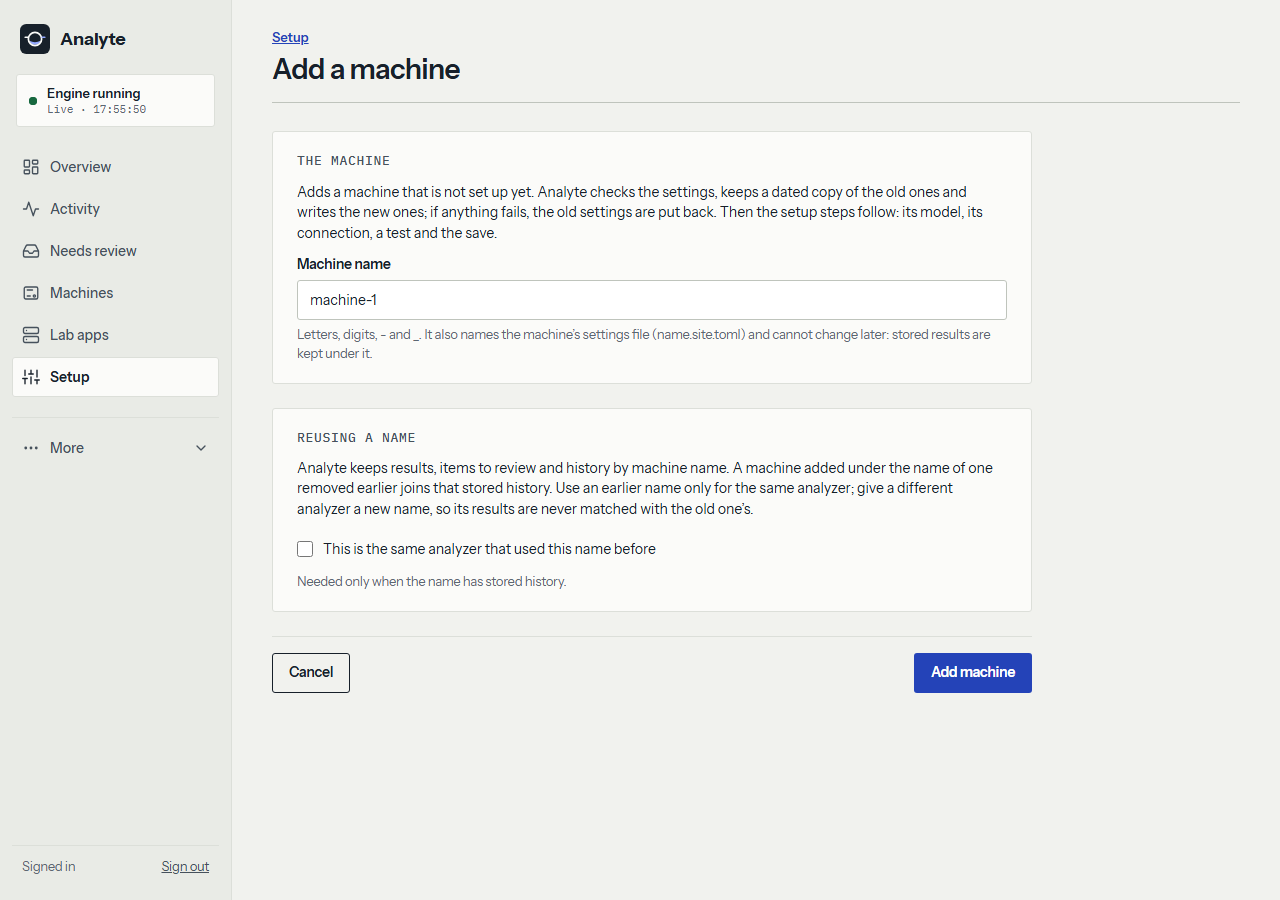 Analyte
Engine running
Live · 17:55:50
Overview
Activity
Needs review
Machines
Lab apps
Setup
More
Signed in
Sign out
Setup
Add a machine
THE MACHINE
Adds a machine that is not set up yet. Analyte checks the settings, keeps a dated copy of the old ones and
writes the new ones; if anything fails, the old settings are put back. Then the setup steps follow: its model, its
connection, a test and the save.
Machine name
machine-1
Letters, digits, - and _. It also names the machine's settings file (name.site.toml) and cannot change later: stored results are
kept under it.
REUSING A NAME
Analyte keeps results, items to review and history by machine name. A machine added under the name of one
removed earlier joins that stored history. Use an earlier name only for the same analyzer; give a different
analyzer a new name, so its results are never matched with the old one's.
This is the same analyzer that used this name before
Needed only when the name has stored history.
Cancel
Add machine